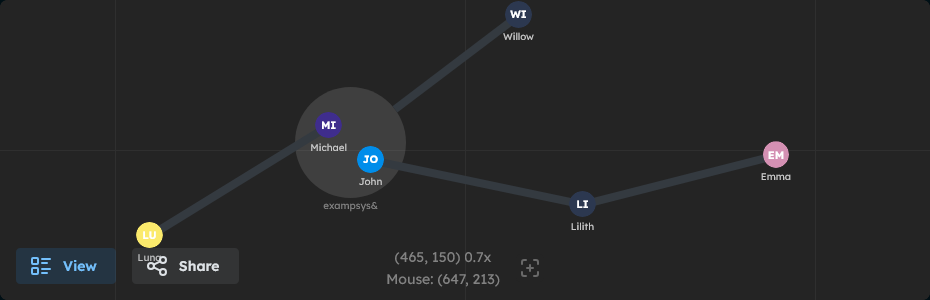 WI
Willow
MI
Michael
JO
John
EM
Emma
exampsys&
LI
Lilith
LU
Luna
View
Share
(465, 150) 0.7x
Mouse: (647, 213)